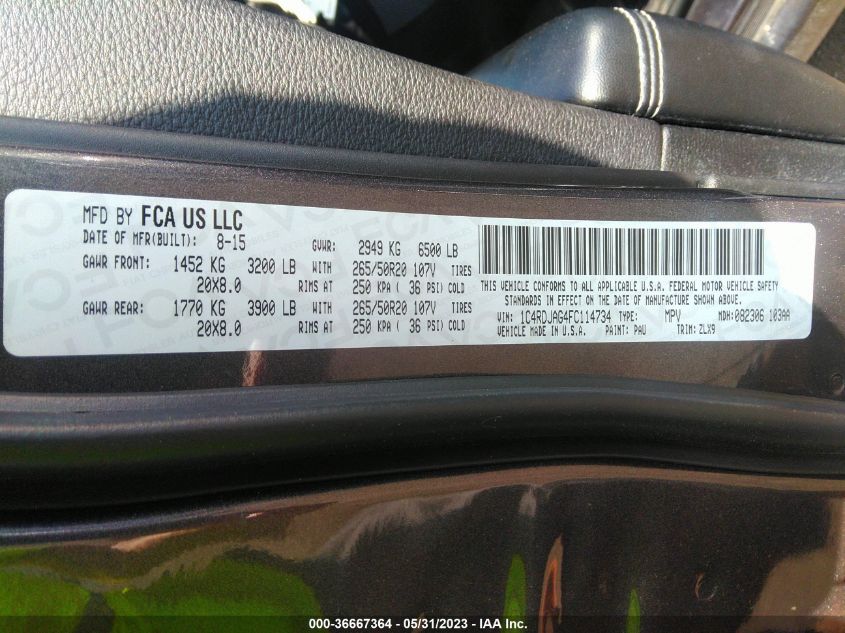 MFD BY FCA US LLC
DATE OF MFR(BUILT): 8-15 GVWR: 2949 KG 6500 LB
GAWR FRONT: 1452 KG 3200 LB WITH 265/50R20 107V TIRES
20X8.0 RIMS AT 250 KPA ( 36 PSI) COLD
GAWR REAR: 1770 KG 3900 LB WITH 265/50R20 107V TIRES
20X8.0 RIMS AT 250 KPA ( 36 PSI) COLD
THIS VEHICLE CONFORMS TO ALL APPLICABLE U.S.A. FEDERAL MOTOR VEHICLE SAFETY
STANDARDS IN EFFECT ON THE DATE OF MANUFACTURE SHOWN ABOVE.
VIN: 1C4RDJAG4FC114734 TYPE: MPV MDH:082306 103AA
VEHICLE MADE IN U.S.A. PAINT: PAU TRIM: ZLX9
000-36667364 / 05/31/2023 - IAA Inc.